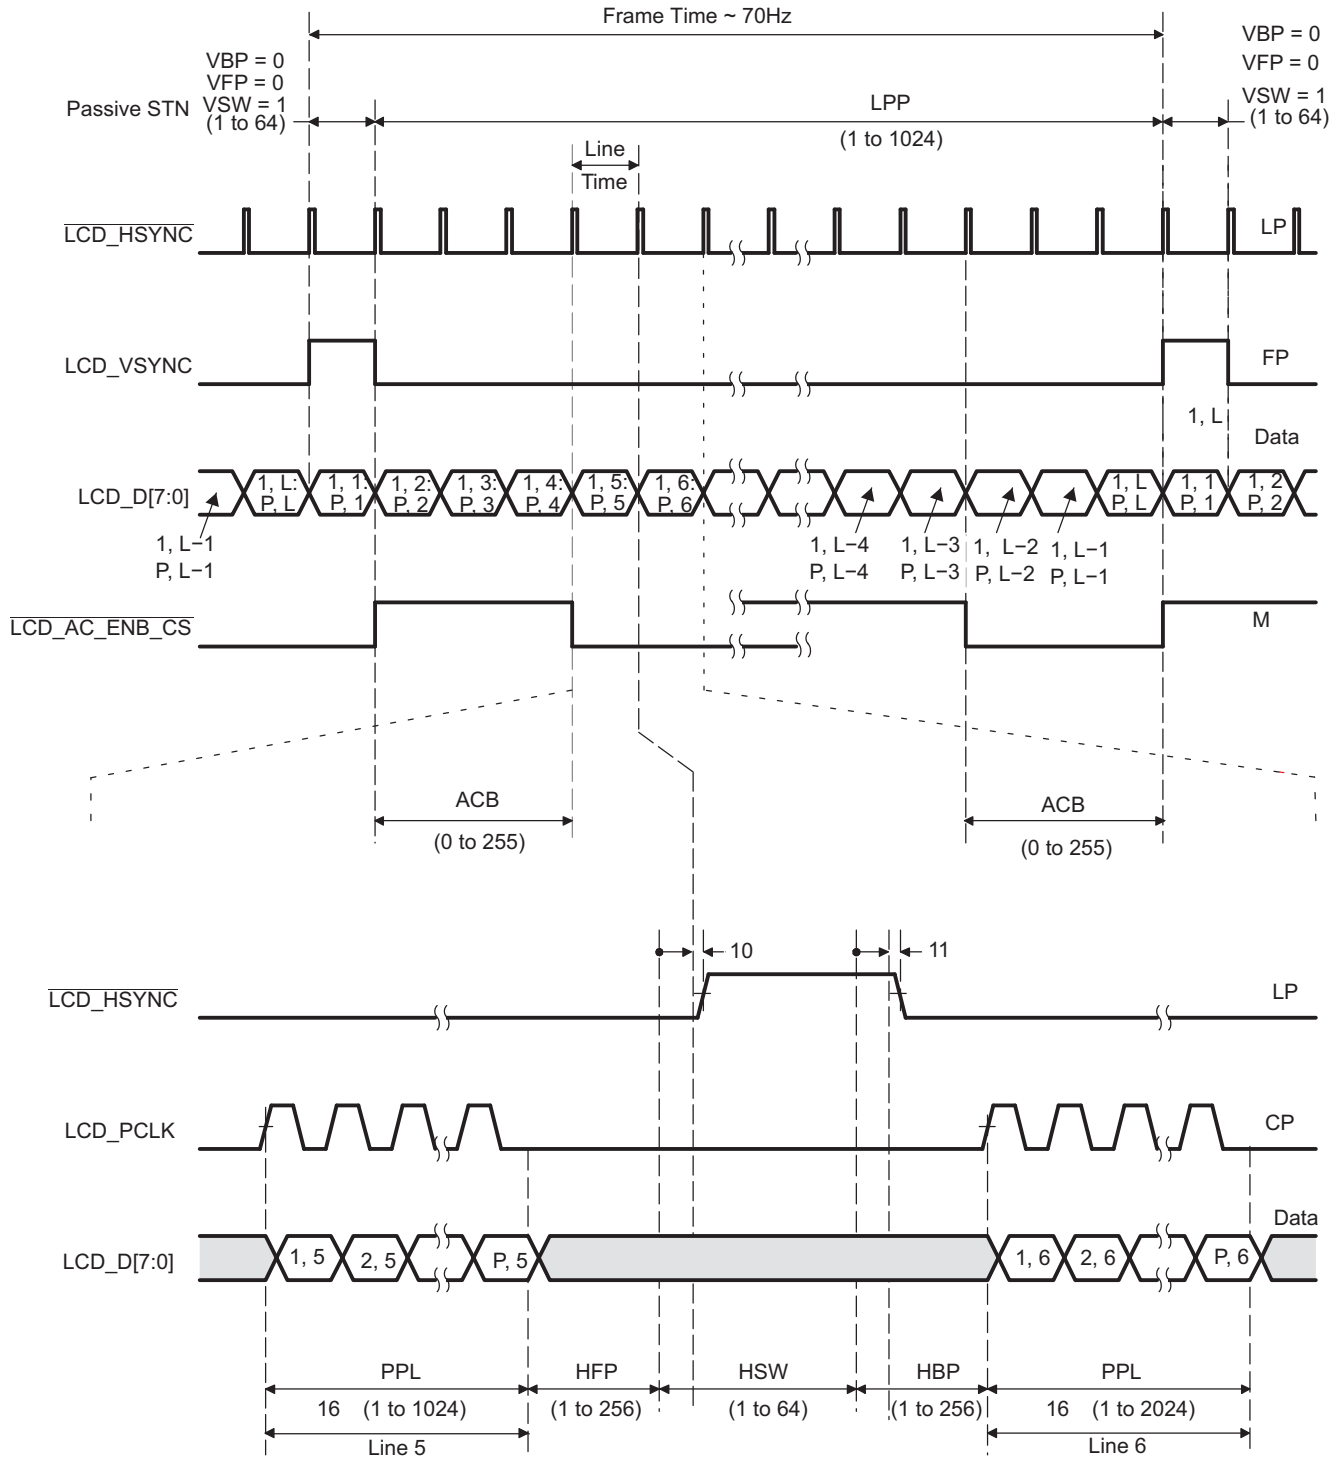 Frame Time ~ 70Hz
VBP = 0
VFP = 0
VSW = 1
(1 to 64)
VBP = 0
VFP = 0
VSW = 1
(1 to 64)
Passive STN
LPP
(1 to 1024)
Line
Time
LCD_HSYNC
LP
LCD_VSYNC
FP
1, L
Data
LCD_D[7:0]
1, L:
P, L
1, 1:
P, 1
1, 2:
P, 2
1, 3:
P, 3
1, 4:
P, 4
1, 5:
P, 5
1, 6:
P, 6
1, L
P, L
1, 1
P, 1
1, 2
P, 2
1, L−1
P, L−1
1, L−4
P, L−4
1, L−3
P, L−3
1, L−2
P, L−2
1, L−1
P, L−1
LCD_AC_ENB_CS
M
ACB
(0 to 255)
ACB
(0 to 255)
10
11
LCD_HSYNC
LP
LCD_PCLK
CP
Data
LCD_D[7:0]
1, 5
2, 5
P, 5
1, 6
2, 6
P, 6
PPL
HFP
HSW
HBP
PPL
16 (1 to 1024)
(1 to 256)
(1 to 64)
(1 to 256)
16 (1 to 2024)
Line 5
Line 6